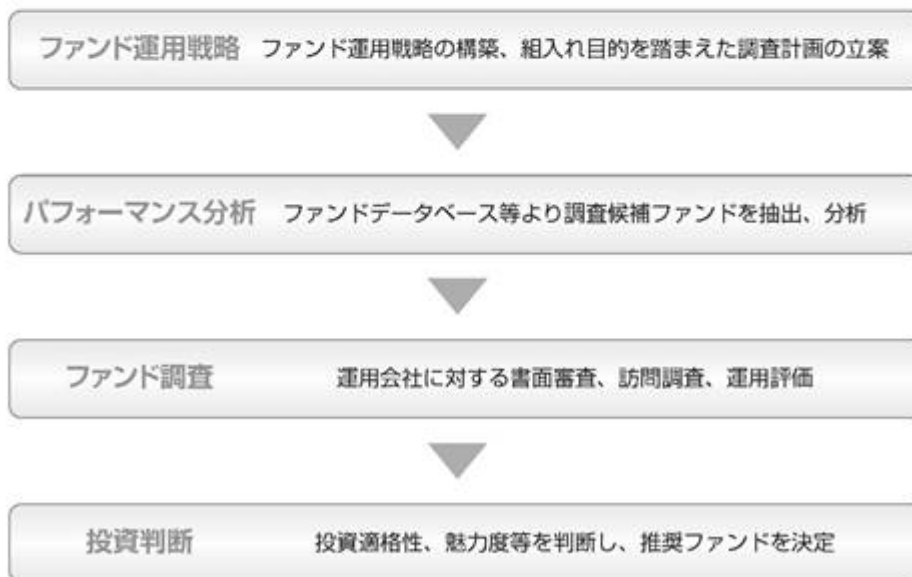 ファンド運用戦略 ファンド運用戦略の構築、組入れ目的を踏まえた調査計画の立案
パフォーマンス分析 ファンドデータベース等より調査候補ファンドを抽出、分析
ファンド調査 運用会社に対する書面審査、訪問調査、運用評価
投資判断 投資適格性、魅力度等を判断し、推奨ファンドを決定